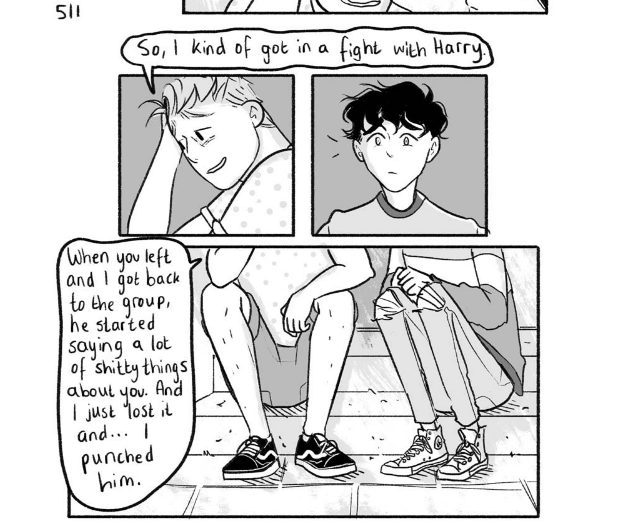 511
So, I kind of got in a fight with Harry.
When you left
and I got back
to the group,
he started
saying a lot
of shitty things
about you. And
I just lost it
and... I
punched
him.